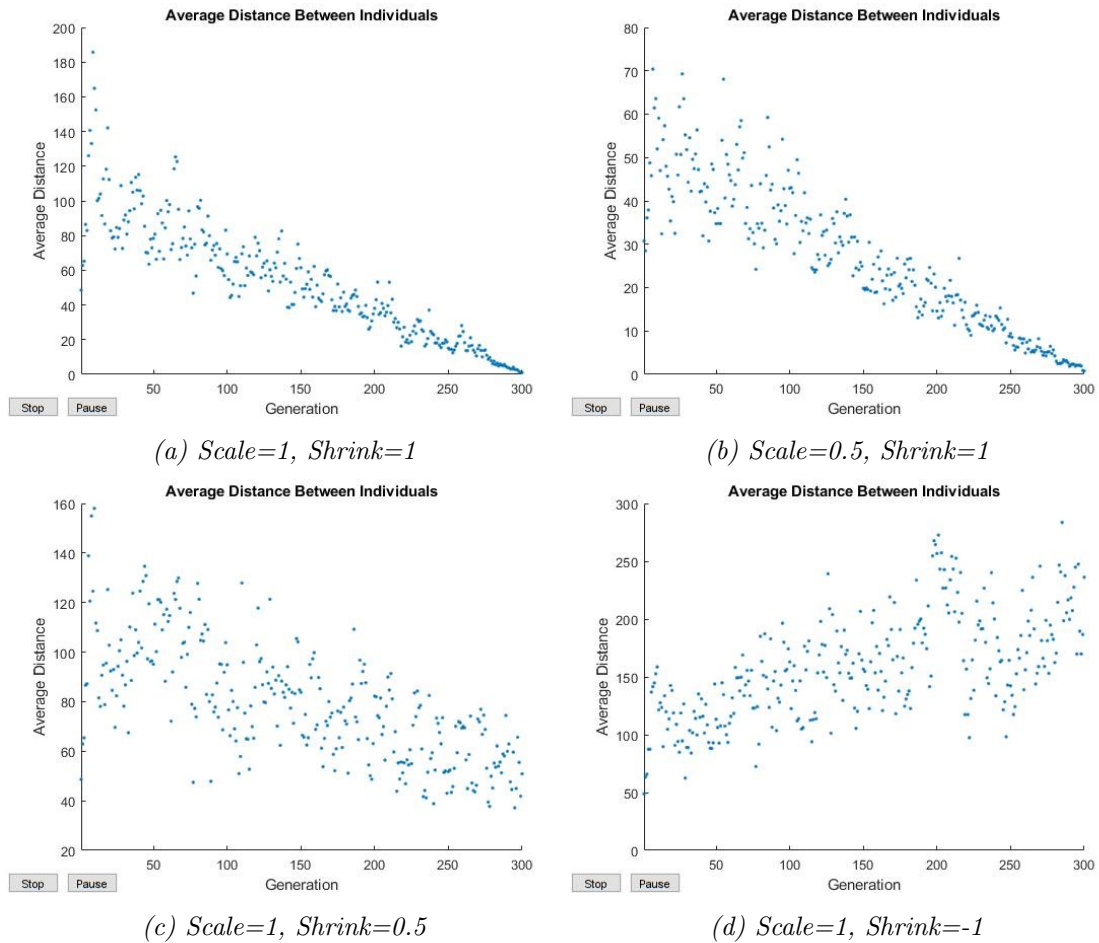 Average Distance Between Individuals
200
180
160
140
120
100
80
60
40
20
0
Average Distance
50 100 150 200 250 300
Generation
Stop Pause
(a) Scale=1, Shrink=1
Average Distance Between Individuals
80
70
60
50
40
30
20
10
0
Average Distance
50 100 150 200 250 300
Generation
Stop Pause
(b) Scale=0.5, Shrink=1
Average Distance Between Individuals
160
140
120
100
80
60
40
20
Average Distance
50 100 150 200 250 300
Generation
Stop Pause
(c) Scale=1, Shrink=0.5
Average Distance Between Individuals
300
250
200
150
100
50
0
Average Distance
50 100 150 200 250 300
Generation
Stop Pause
(d) Scale=1, Shrink=-1